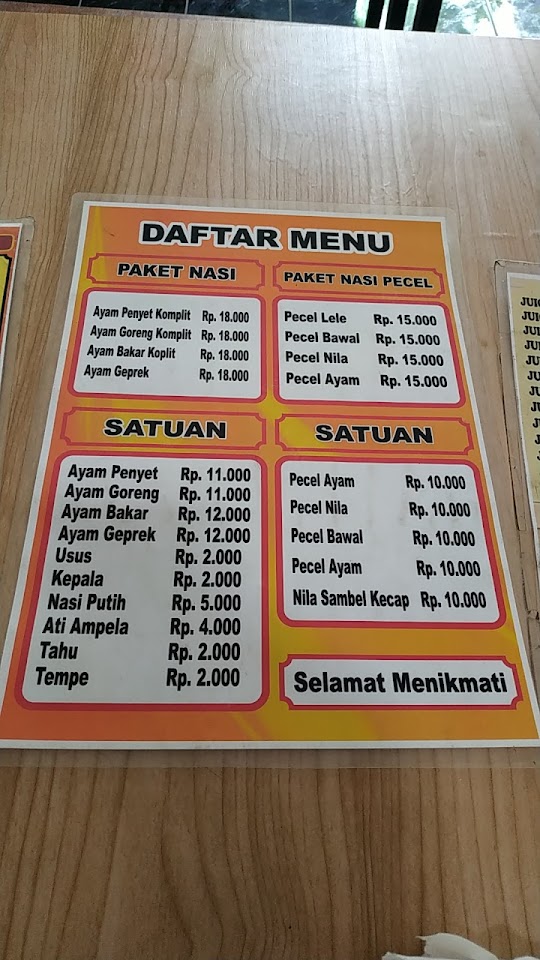 DAFTAR MENU
PAKET NASI
Ayam Penyet Komplit Rp. 18.000
Ayam Goreng Komplit Rp. 18.000
Ayam Bakar Koplit Rp. 18.000
Ayam Geprek Rp. 18.000
PAKET NASI PECEL
Pecel Lele Rp. 15.000
Pecel Bawal Rp. 15.000
Pecel Nila Rp. 15.000
Pecel Ayam Rp. 15.000
SATUAN
Ayam Penyet Rp. 11.000
Ayam Goreng Rp. 11.000
Ayam Bakar Rp. 12.000
Ayam Geprek Rp. 12.000
Usus Rp. 2.000
Kepala Rp. 2.000
Nasi Putih Rp. 5.000
Ati Ampela Rp. 4.000
Tahu Rp. 2.000
Tempe Rp. 2.000
SATUAN
Pecel Ayam Rp. 10.000
Pecel Nila Rp. 10.000
Pecel Bawal Rp. 10.000
Pecel Ayam Rp. 10.000
Nila Sambel Kecap Rp. 10.000
Selamat Menikmati